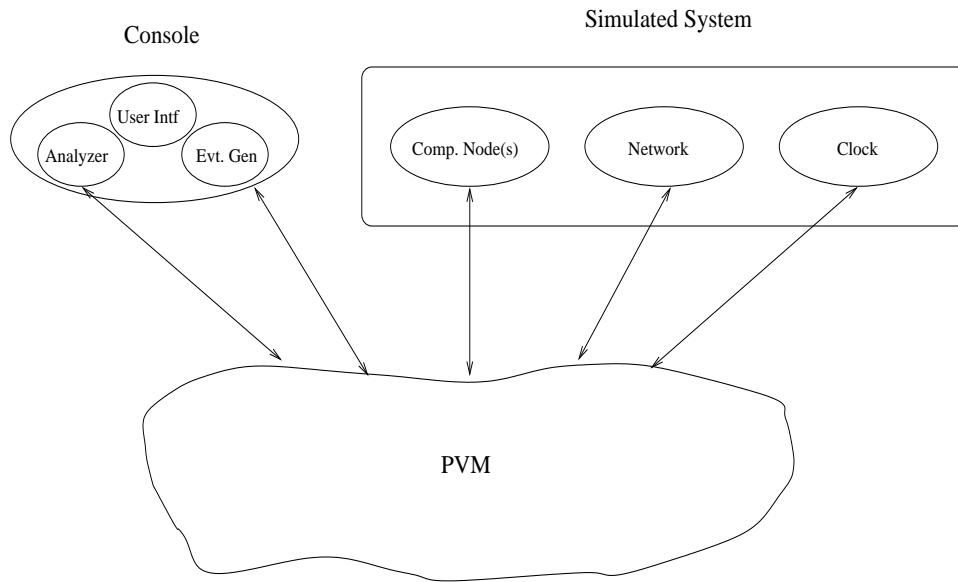 Console
Simulated System
User Intf
Analyzer
Evt. Gen
Comp. Node(s)
Network
Clock
PVM